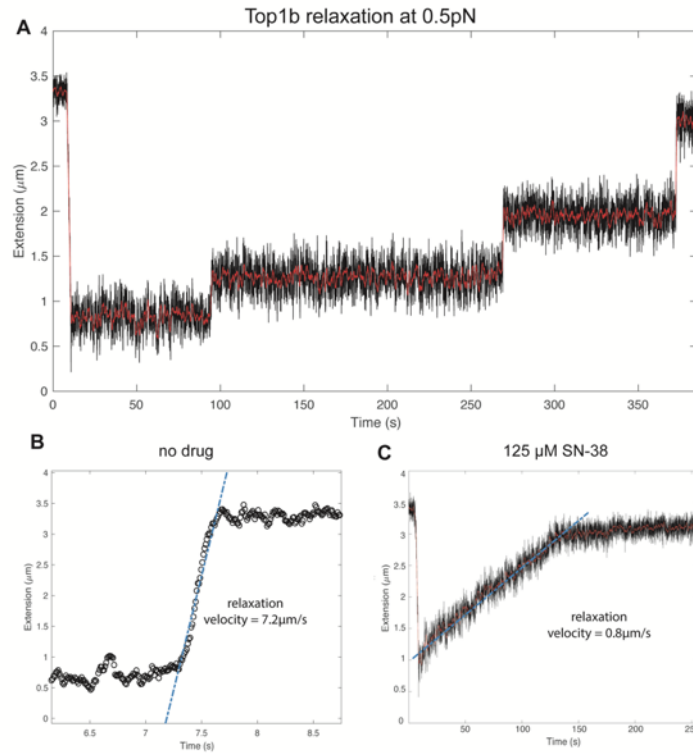 A
Top1b relaxation at 0.5pN
Extension (μm)
4
3.5
3
2.5
2
1.5
1
0.5
0
0 50 100 150 200 250 300 350
Time (s)
B
no drug
Extension (μm)
4
3.5
3
2.5
2
1.5
1
0.5
0
relaxation
velocity = 7.2μm/s
6.5 7 7.5 8 8.5
Time (s)
C
125 μM SN-38
Extension (μm)
4
3.5
3
2.5
2
1.5
1
0.5
0
relaxation
velocity = 0.8μm/s
50 100 150 200 250
Time (s)